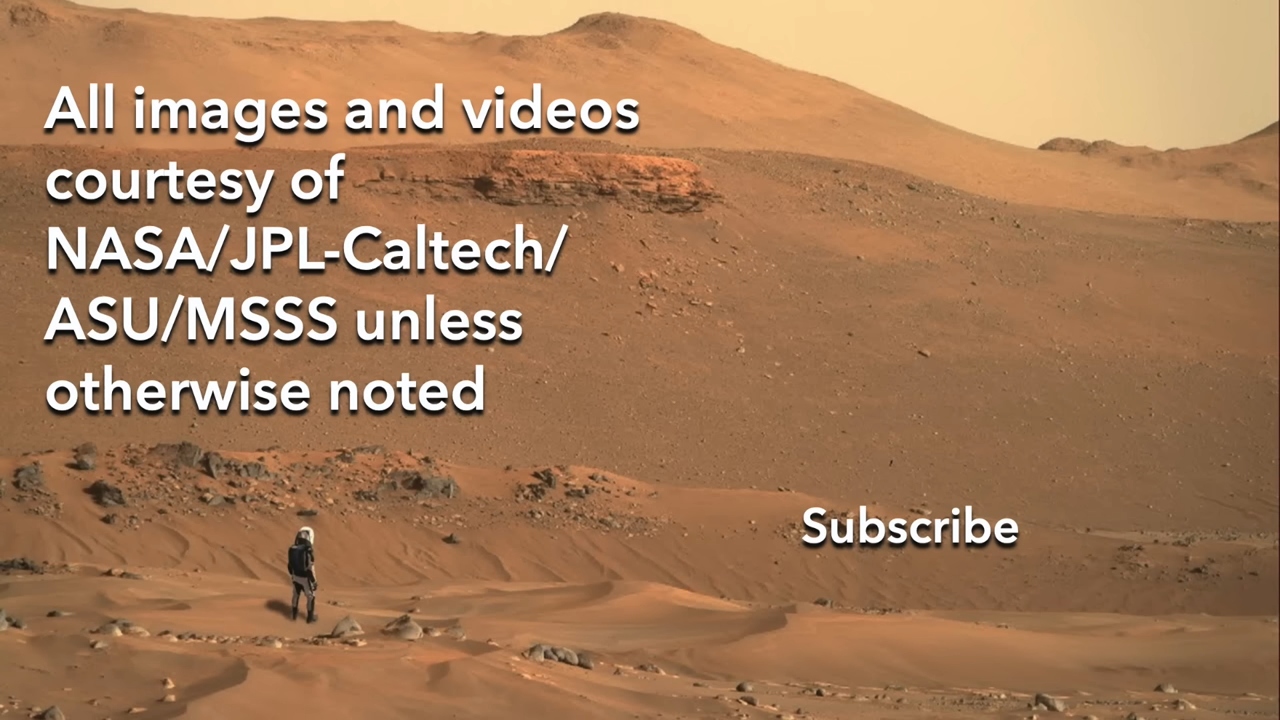 All images and videos
courtesy of
NASA/JPL-Caltech/
ASU/MSSS unless
otherwise noted
Subscribe